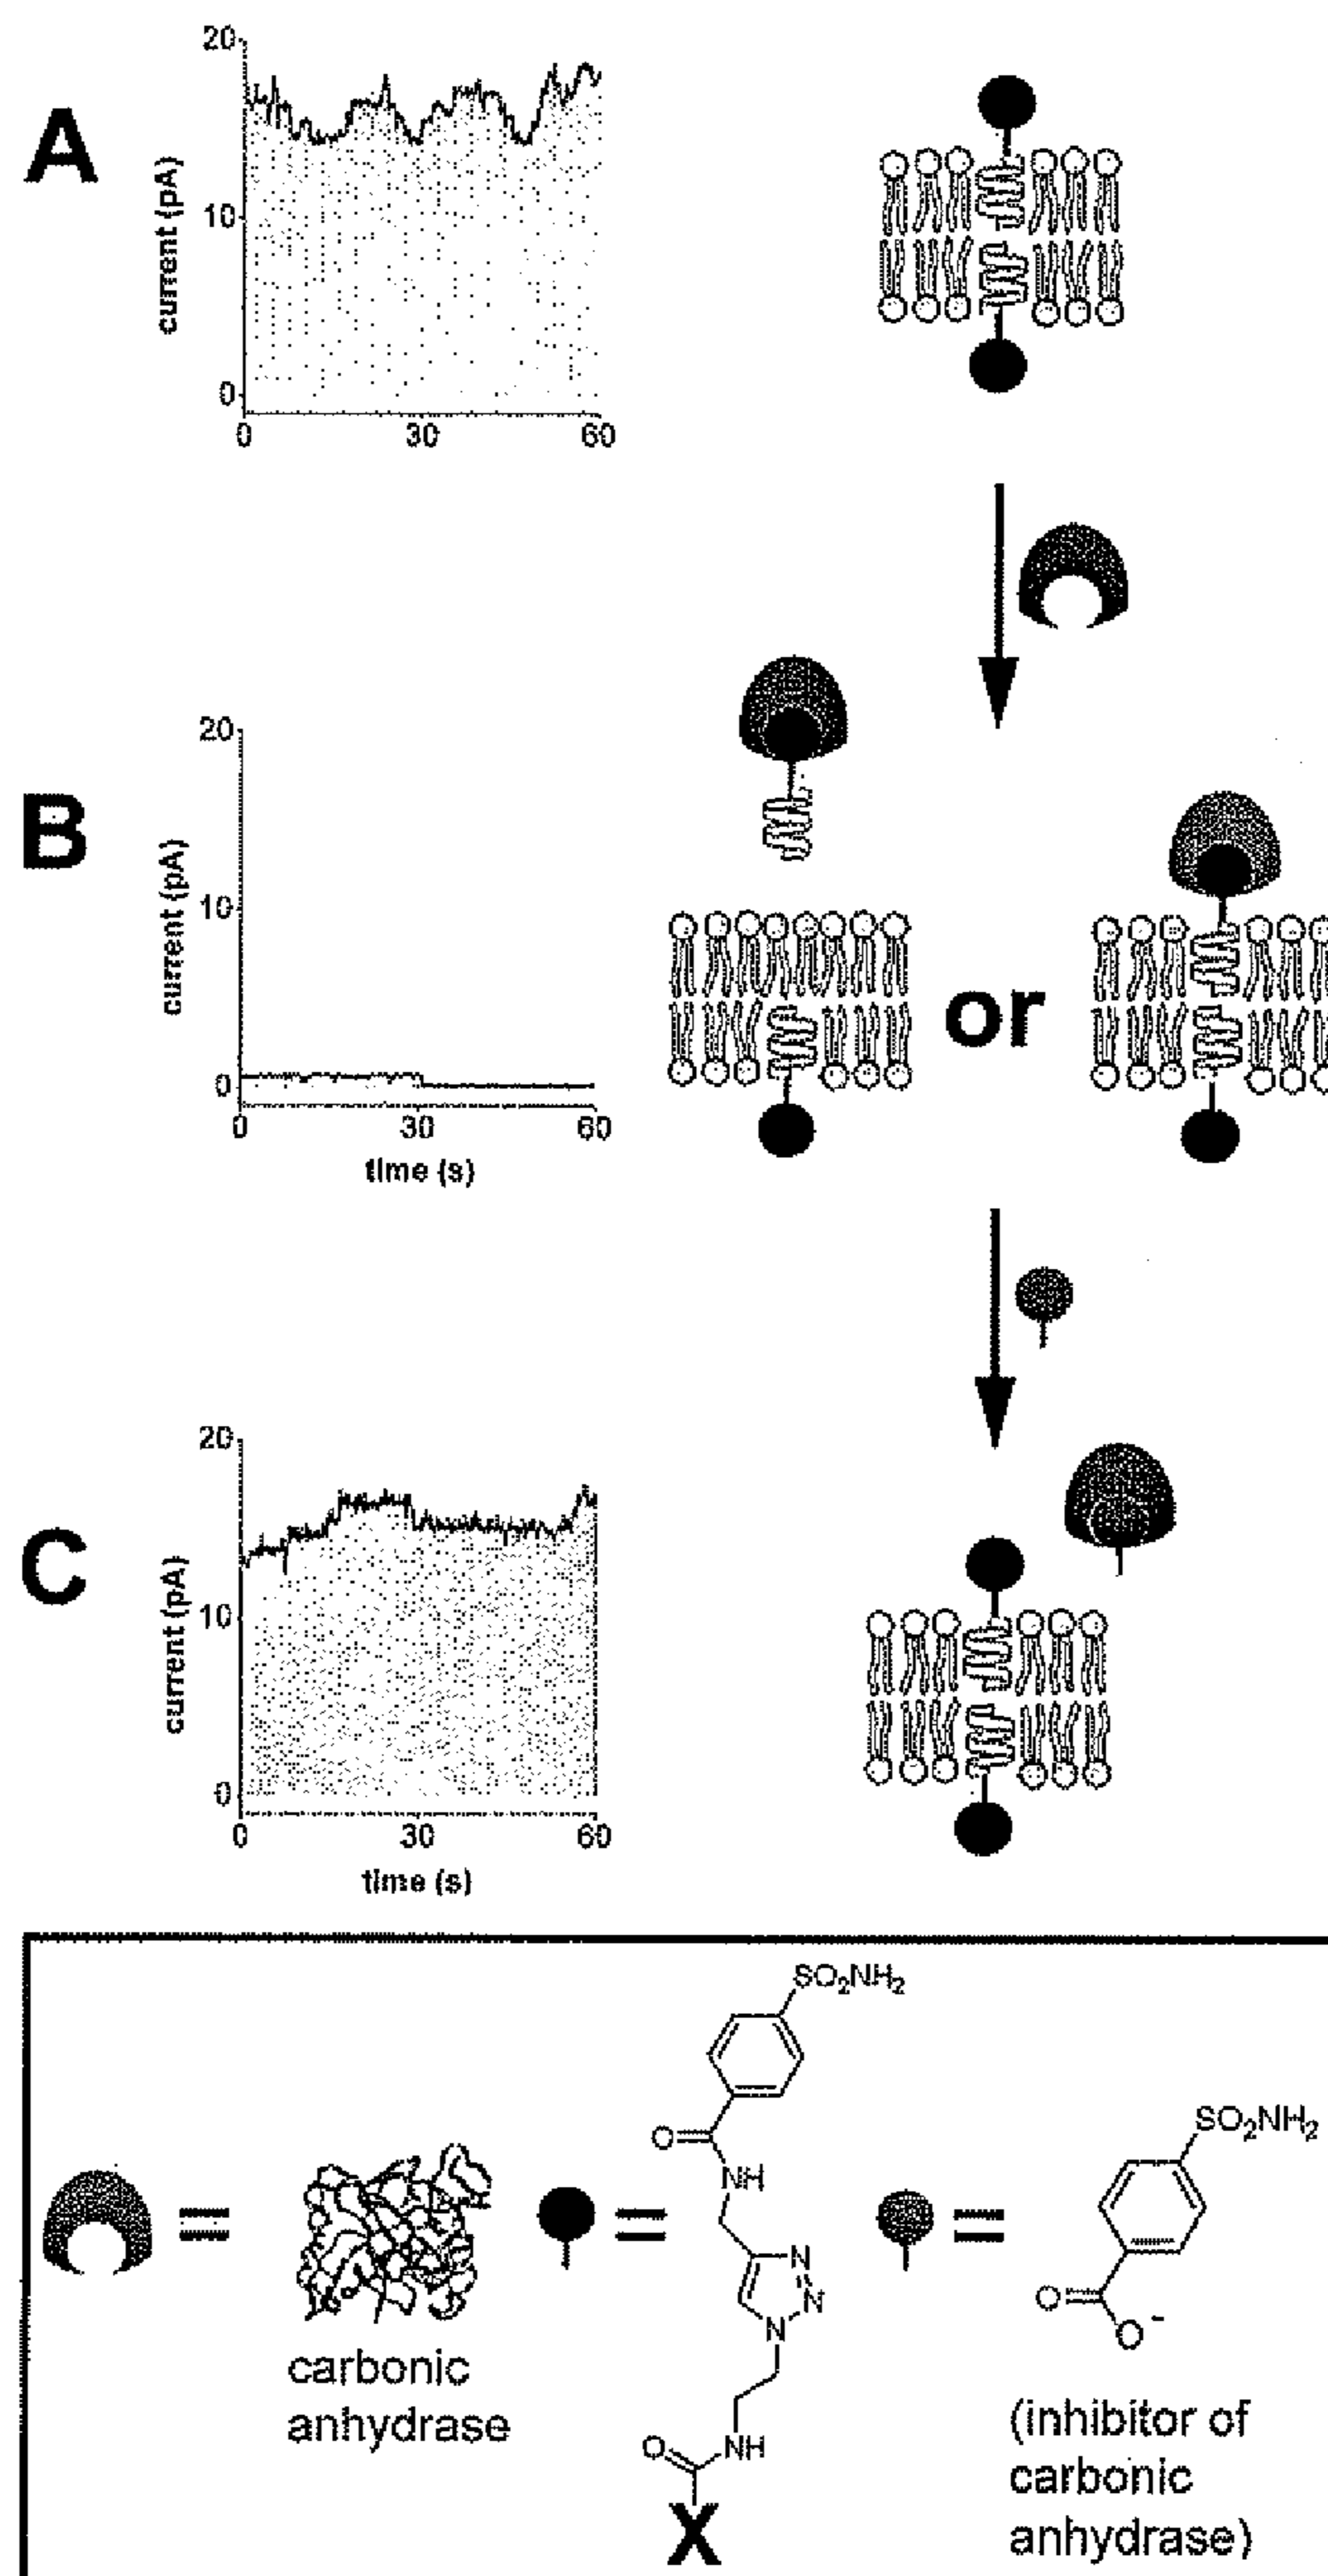 A
20
10
0
current (pA)
0 30 60
B
20
10
0
current (pA)
0 30 60
time (s)
or
C
20
10
0
current (pA)
0 30 60
time (s)
SO2NH2
O
NH
N
N
N
O
NH
X
=
carbonic
anhydrase
=
=
SO2NH2
O
O-
(inhibitor of
carbonic
anhydrase)